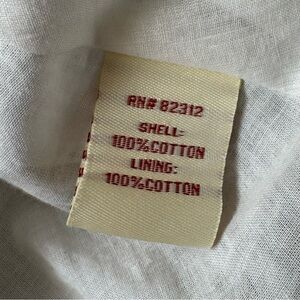 RN# 82312
SHELL:
100%COTTON
LINING:
100%COTTON